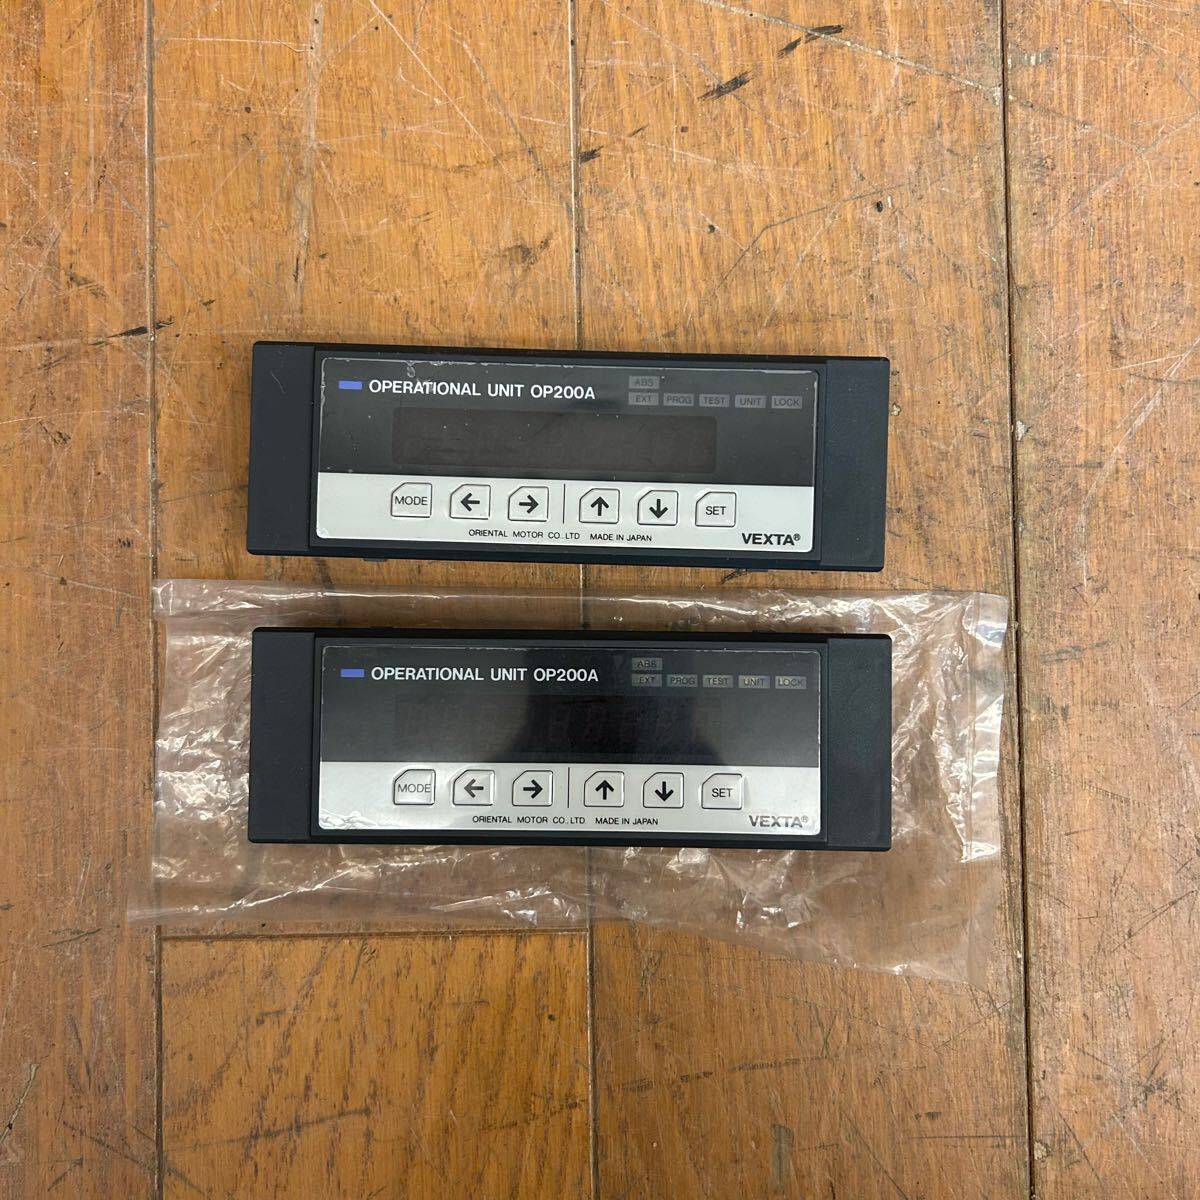 OPERATIONAL UNIT OP200A
ABS
EXT PROG TEST UNIT LOCK
MODE ← → ↑ ↓ SET
ORIENTAL MOTOR CO.,LTD MADE IN JAPAN
VEXTA®
OPERATIONAL UNIT OP200A
ABS
EXT PROG TEST UNIT LOCK
MODE ← → ↑ ↓ SET
ORIENTAL MOTOR CO.,LTD. MADE IN JAPAN
VEXTA®